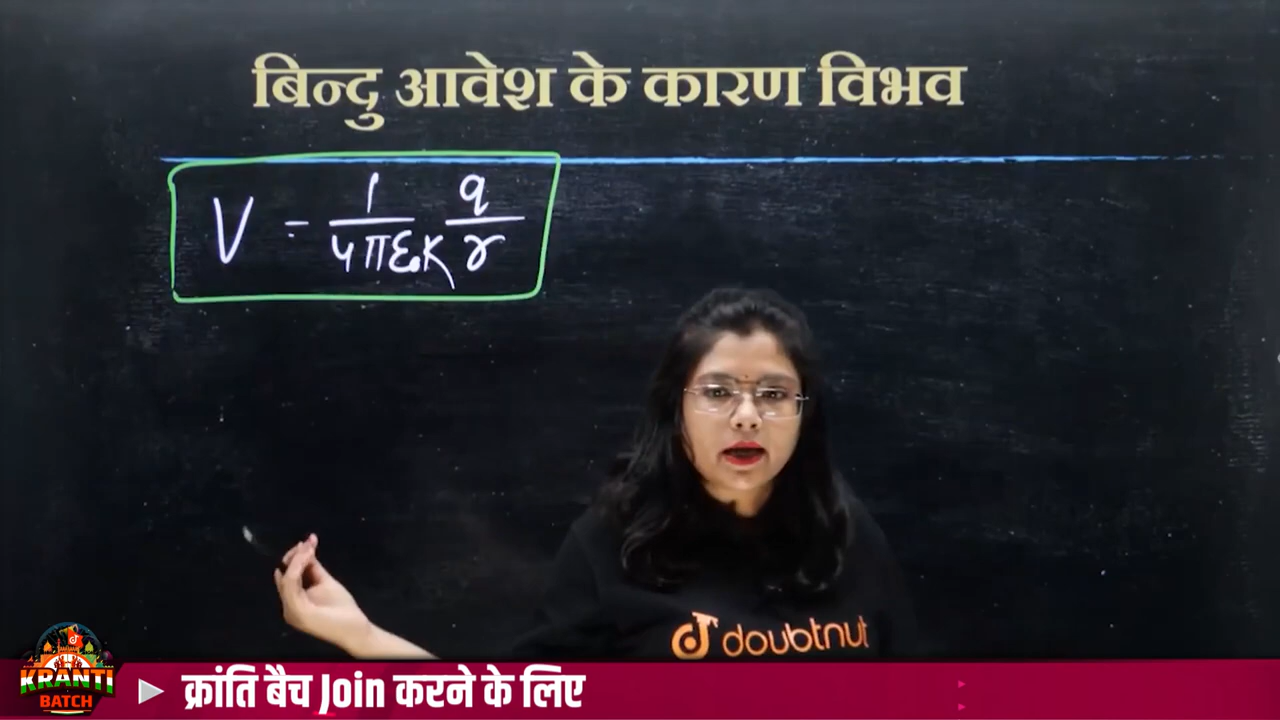 बिन्दु आवेश के कारण विभव
V = 1/4πε₀K q/r
doubtnut
KRANTI
BATCH
क्रांति बैच Join करने के लिए